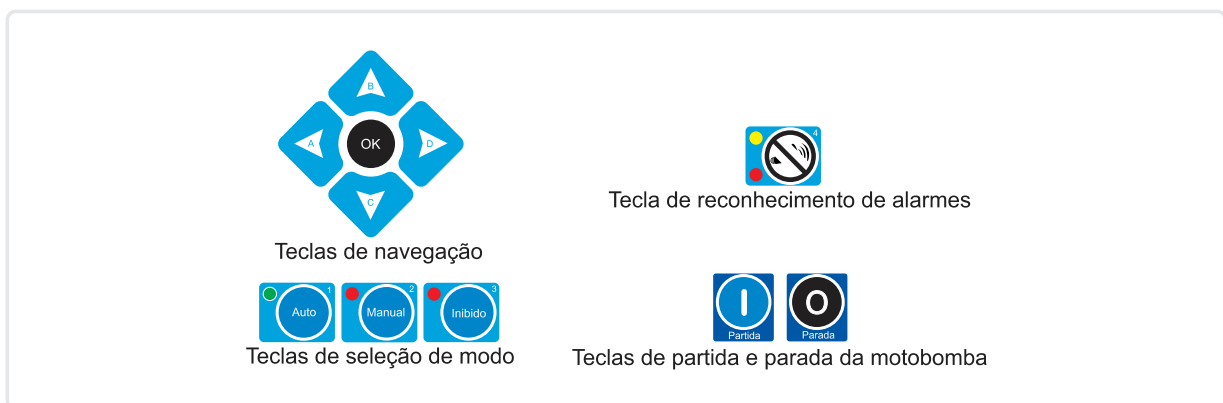 B
A
OK
D
C
Teclas de navegação
4
Tecla de reconhecimento de alarmes
1
Auto
2
Manual
3
Inibido
Teclas de seleção de modo
I
Partida
O
Parada
Teclas de partida e parada da motobomba